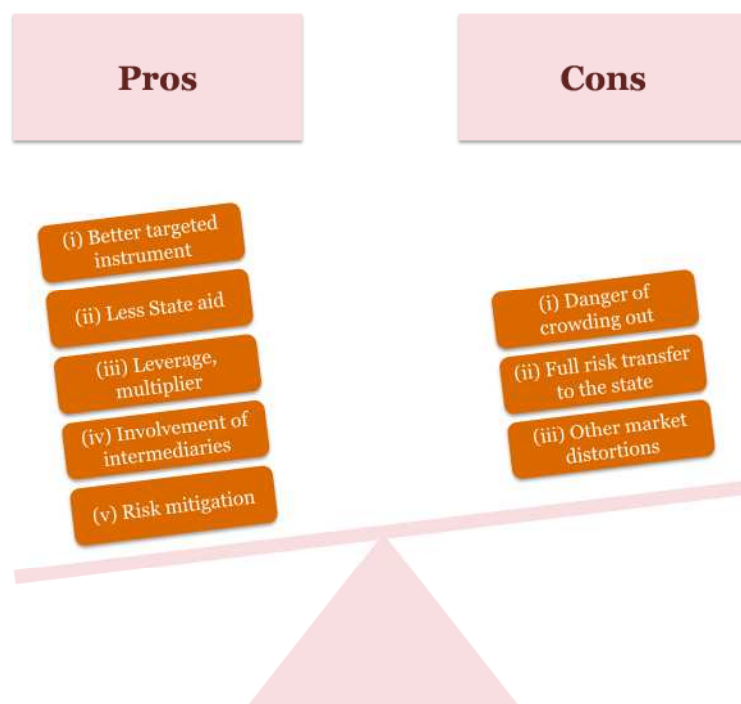 Pros
Cons
(i) Better targeted
instrument
(ii) Less State aid
(iii) Leverage,
multiplier
(iv) Involvement of
intermediaries
(v) Risk mitigation
(i) Danger of
crowding out
(ii) Full risk transfer
to the state
(iii) Other market
distortions